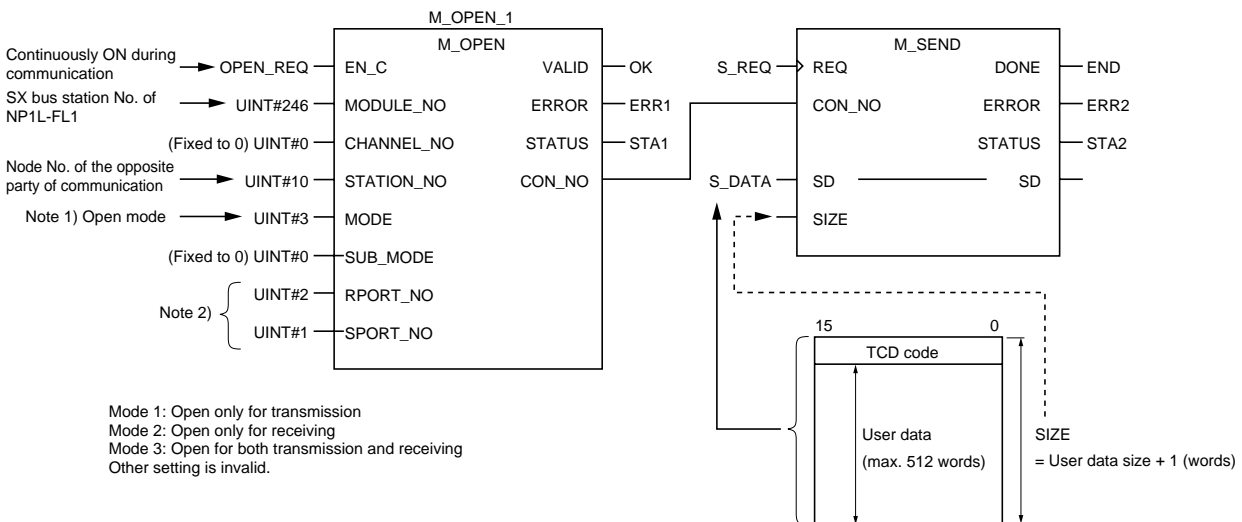 M_OPEN_1
M_OPEN
Continuously ON during
communication
OPEN_REQ
EN_C
VALID
OK
SX bus station No. of
NP1L-FL1
UINT#246
MODULE_NO
ERROR
ERR1
(Fixed to 0) UINT#0
CHANNEL_NO
STATUS
STA1
Node No. of the opposite
party of communication
UINT#10
STATION_NO
CON_NO
Note 1) Open mode
UINT#3
MODE
(Fixed to 0) UINT#0
SUB_MODE
Note 2)
UINT#2
RPORT_NO
UINT#1
SPORT_NO
M_SEND
S_REQ
REQ
DONE
END
CON_NO
ERROR
ERR2
STATUS
STA2
S_DATA
SD
SD
SIZE
15
0
TCD code
User data
(max. 512 words)
SIZE
= User data size + 1 (words)
Mode 1: Open only for transmission
Mode 2: Open only for receiving
Mode 3: Open for both transmission and receiving
Other setting is invalid.